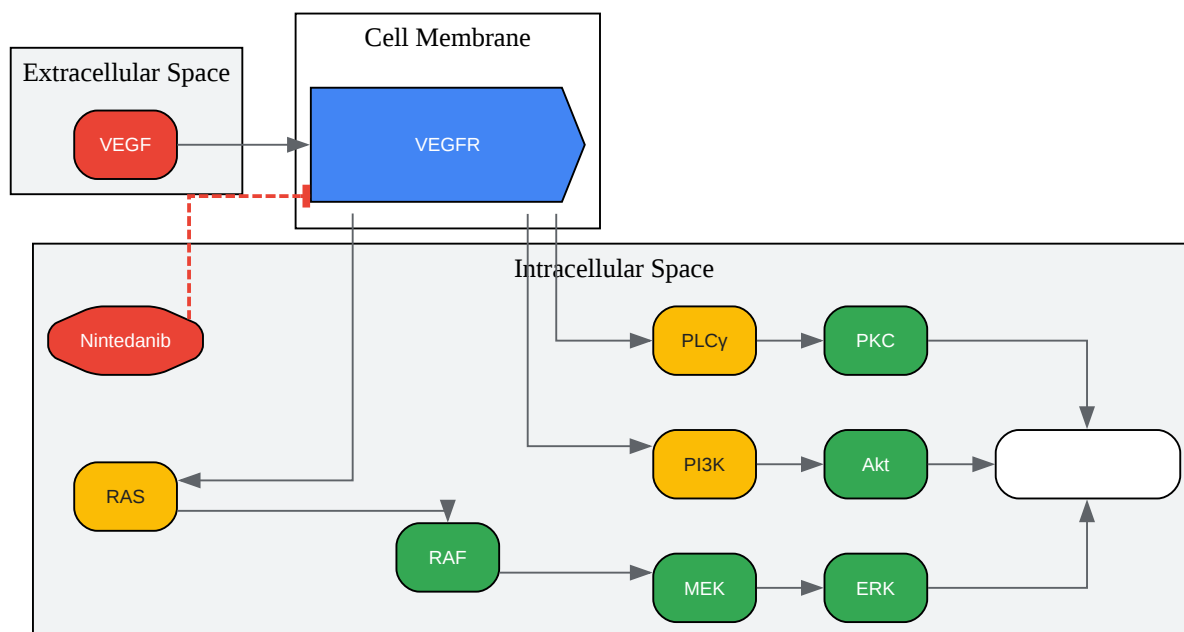 Cell Membrane
Extracellular Space
VEGF
VEGFR
Intracellular Space
Nintedanib
PLCγ
PKC
RAS
PI3K
Akt
RAF
MEK
ERK